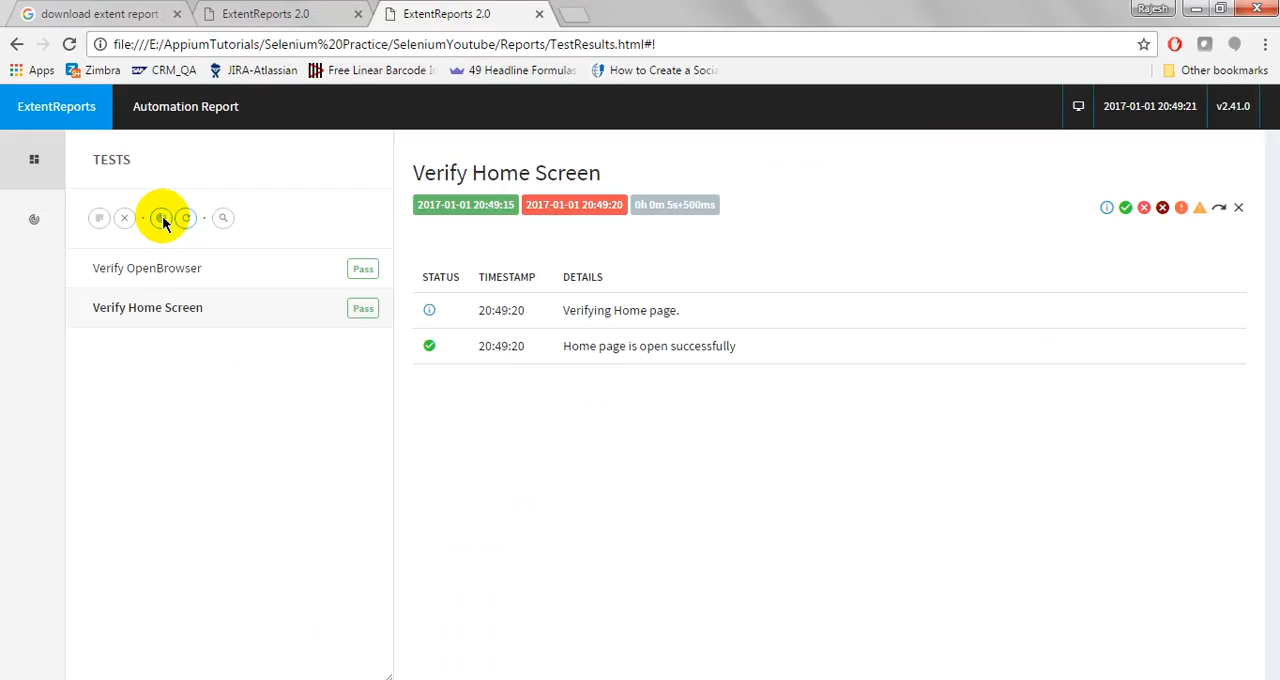 download extent report
ExtentReports 2.0
ExtentReports 2.0
Rajesh
file:///E:/AppiumTutorials/Selenium%20Practice/SeleniumYoutube/Reports/TestResults.html#!
Apps Zimbra CRM_QA JIRA-Atlassian Free Linear Barcode 49 Headline Formulas How to Create a Socia Other bookmarks
ExtentReports Automation Report 2017-01-01 20:49:21 v2.41.0
TESTS
Verify OpenBrowser Pass
Verify Home Screen Pass
Verify Home Screen
2017-01-01 20:49:15 2017-01-01 20:49:20 0h 0m 5s+500ms
STATUS TIMESTAMP DETAILS
20:49:20 Verifying Home page.
20:49:20 Home page is open successfully